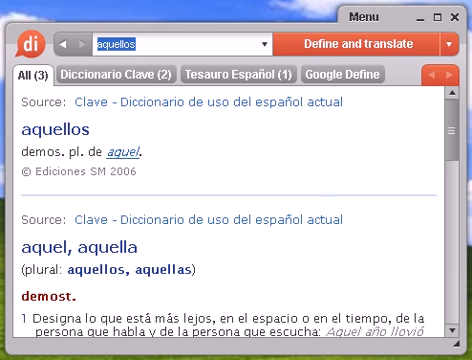 Menu
di
aquellos
Define and translate
All (3)
Diccionario Clave (2)
Tesauro Español (1)
Google Define
Source: Clave - Diccionario de uso del español actual
aquellos
demos. pl. de aquel.
© Ediciones SM 2006
Source: Clave - Diccionario de uso del español actual
aquel, aquella
(plural: aquellos, aquellas)
demost.
1 Designa lo que está más lejos, en el espacio o en el tiempo, de la
persona que habla y de la persona que escucha: Aquel año llovió